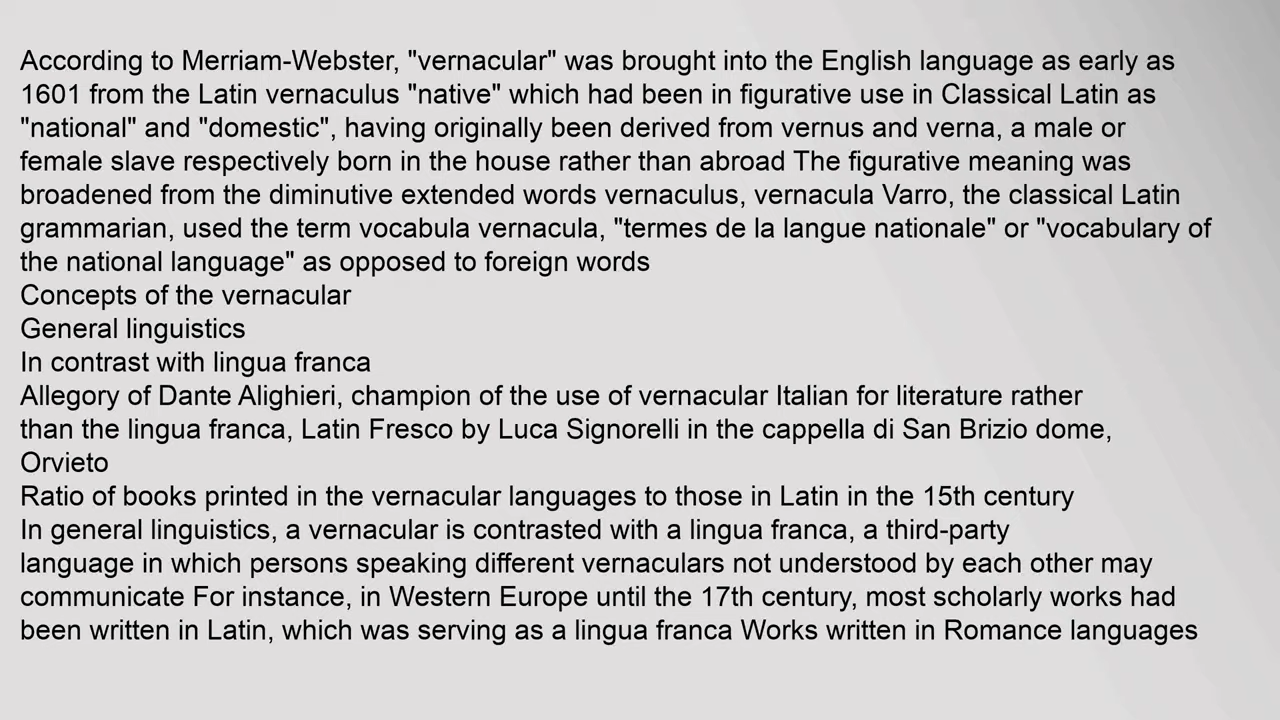 According to Merriam-Webster, "vernacular" was brought into the English language as early as
1601 from the Latin vernaculus "native" which had been in figurative use in Classical Latin as
"national" and "domestic", having originally been derived from vernus and verna, a male or
female slave respectively born in the house rather than abroad The figurative meaning was
broadened from the diminutive extended words vernaculus, vernacula Varro, the classical Latin
grammarian, used the term vocabula vernacula, "termes de la langue nationale" or "vocabulary of
the national language" as opposed to foreign words
Concepts of the vernacular
General linguistics
In contrast with lingua franca
Allegory of Dante Alighieri, champion of the use of vernacular Italian for literature rather
than the lingua franca, Latin Fresco by Luca Signorelli in the cappella di San Brizio dome,
Orvieto
Ratio of books printed in the vernacular languages to those in Latin in the 15th century
In general linguistics, a vernacular is contrasted with a lingua franca, a third-party
language in which persons speaking different vernaculars not understood by each other may
communicate For instance, in Western Europe until the 17th century, most scholarly works had
been written in Latin, which was serving as a lingua franca Works written in Romance languages